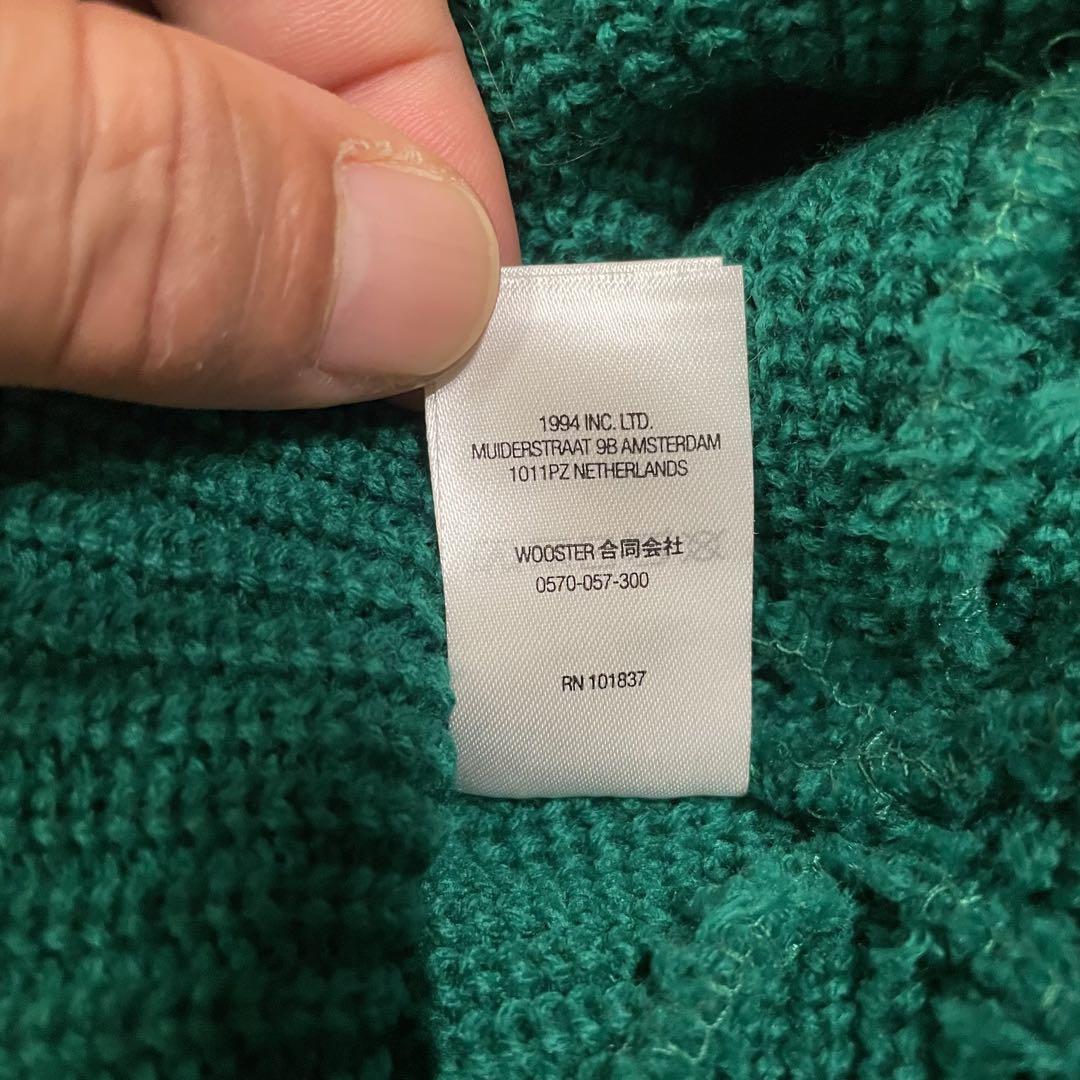 1994 INC. LTD.
MUIDERSTRAAT 9B AMSTERDAM
1011PZ NETHERLANDS
WOOSTER 合同会社
0570-057-300
RN 101837